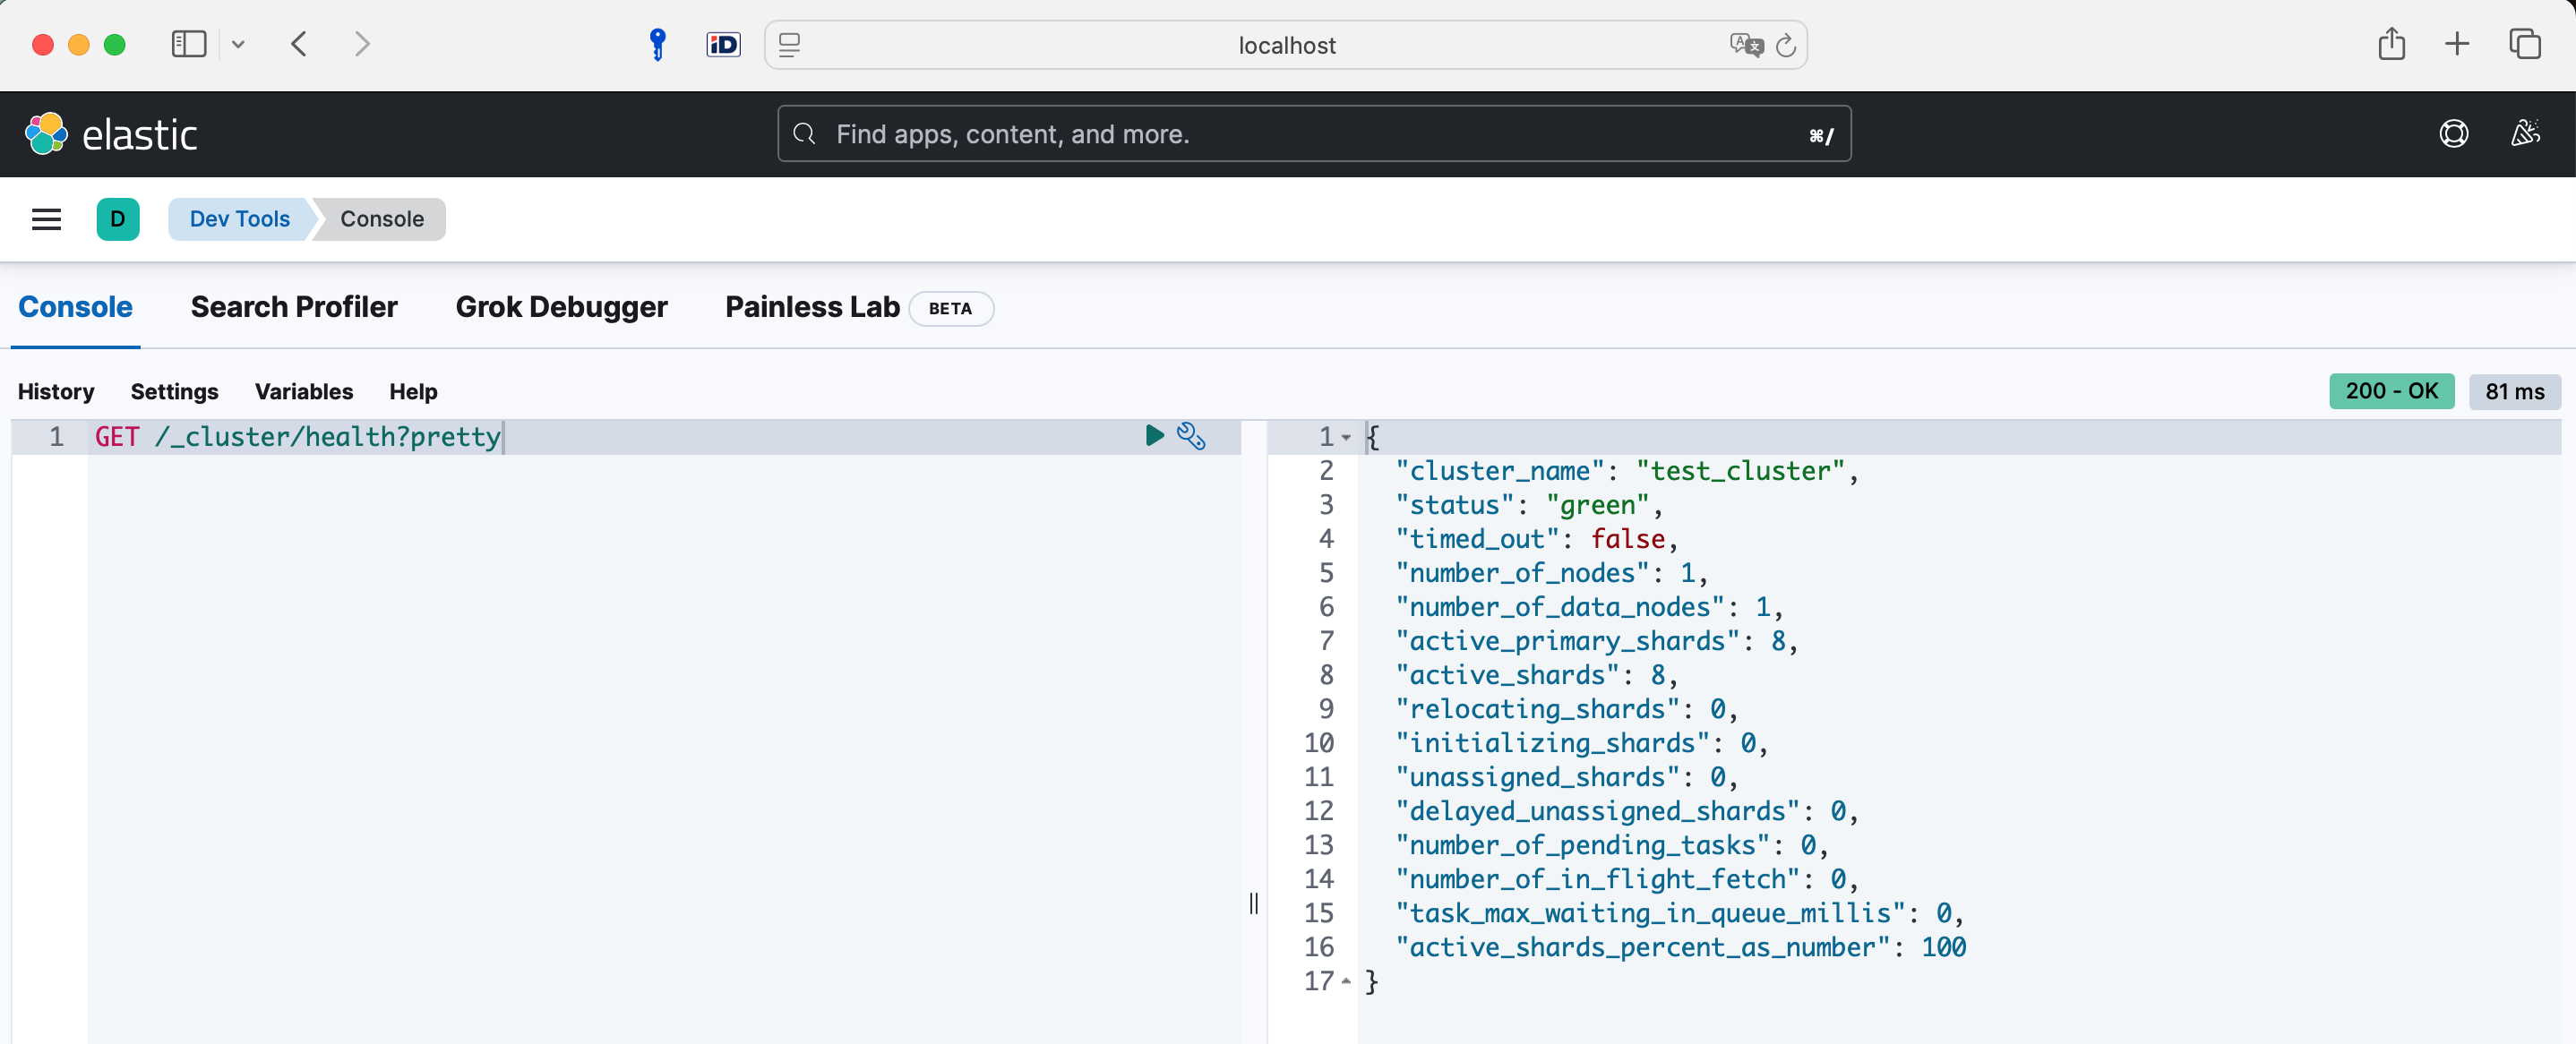 iD localhost
elastic Find apps, content, and more. ⌘/
D Dev Tools Console
Console Search Profiler Grok Debugger Painless Lab BETA
History Settings Variables Help 200 - OK 81 ms
1 GET /_cluster/health?pretty
1 {
2 "cluster_name": "test_cluster",
3 "status": "green",
4 "timed_out": false,
5 "number_of_nodes": 1,
6 "number_of_data_nodes": 1,
7 "active_primary_shards": 8,
8 "active_shards": 8,
9 "relocating_shards": 0,
10 "initializing_shards": 0,
11 "unassigned_shards": 0,
12 "delayed_unassigned_shards": 0,
13 "number_of_pending_tasks": 0,
14 "number_of_in_flight_fetch": 0,
15 "task_max_waiting_in_queue_millis": 0,
16 "active_shards_percent_as_number": 100
17 }